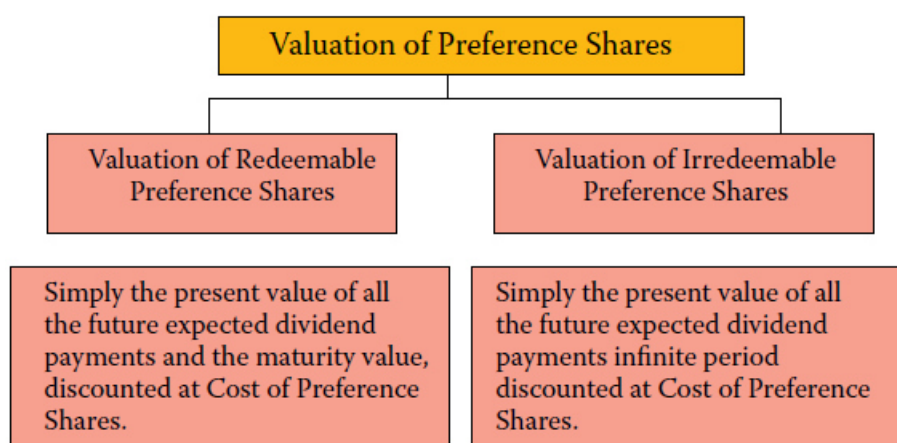 Valuation of Preference Shares
Valuation of Redeemable
Preference Shares
Valuation of Irredeemable
Preference Shares
Simply the present value of all
the future expected dividend
payments and the maturity value,
discounted at Cost of Preference
Shares.
Simply the present value of all
the future expected dividend
payments infinite period
discounted at Cost of Preference
Shares.